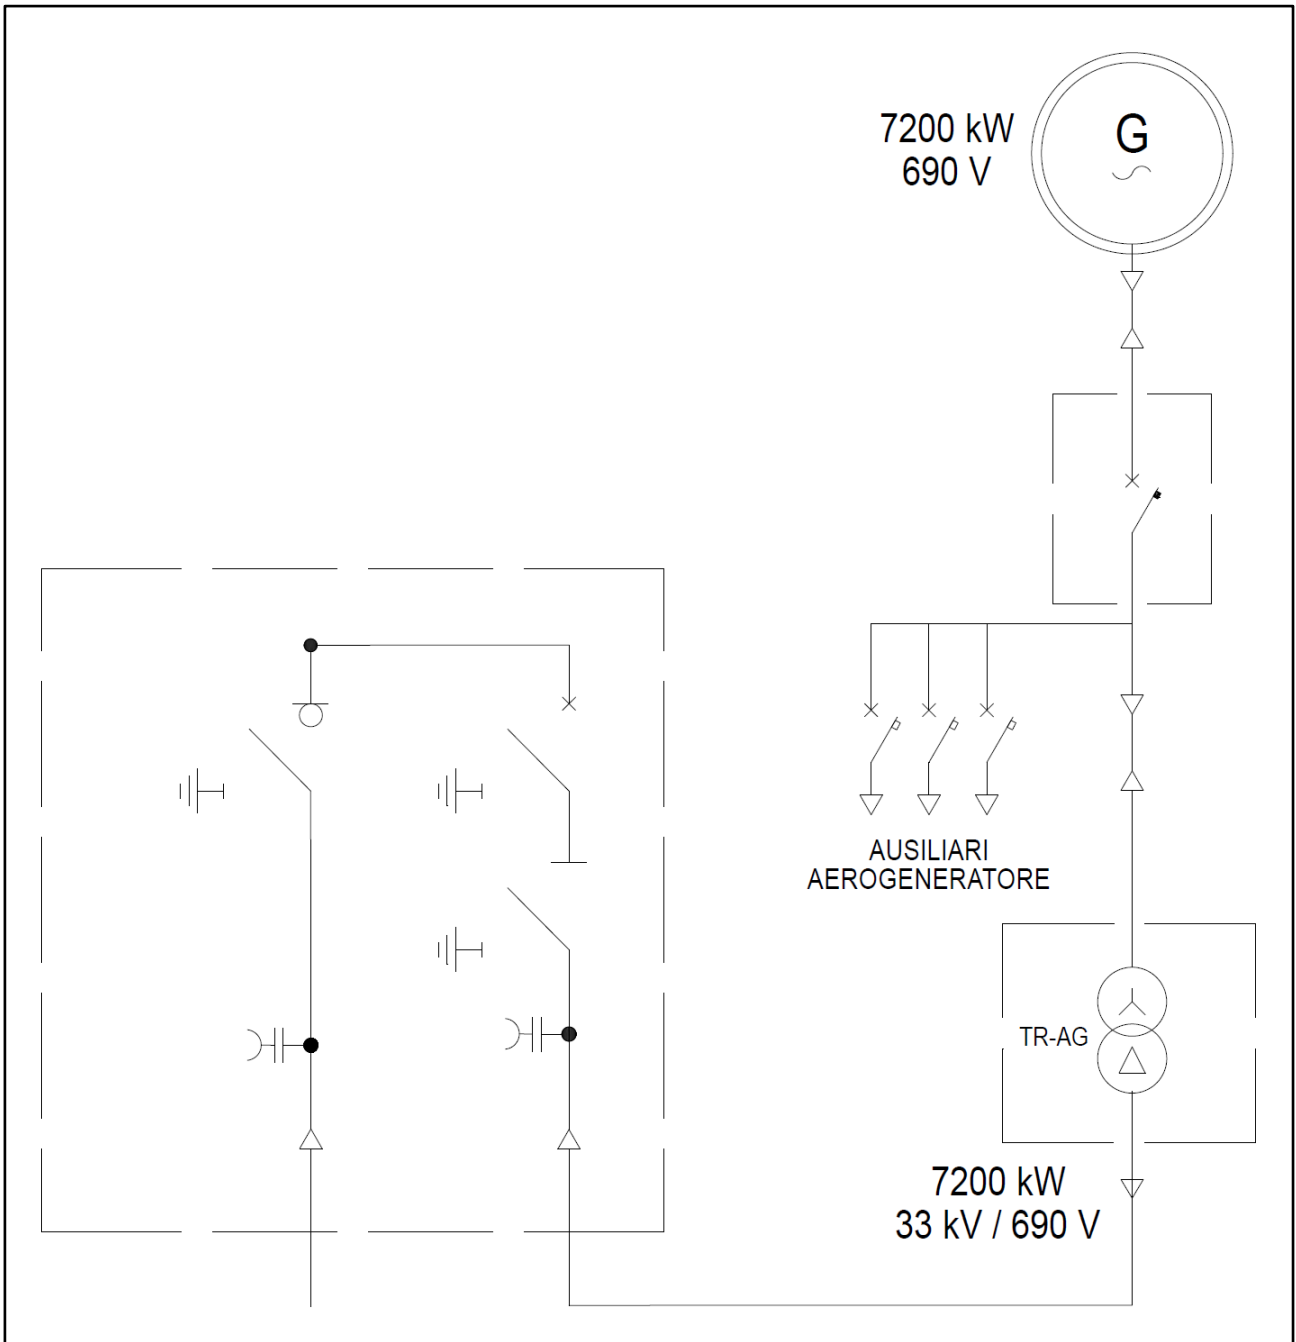 7200 kW
690 V
G
AUSILIARI
AEROGENERATORE
TR-AG
7200 kW
33 kV / 690 V